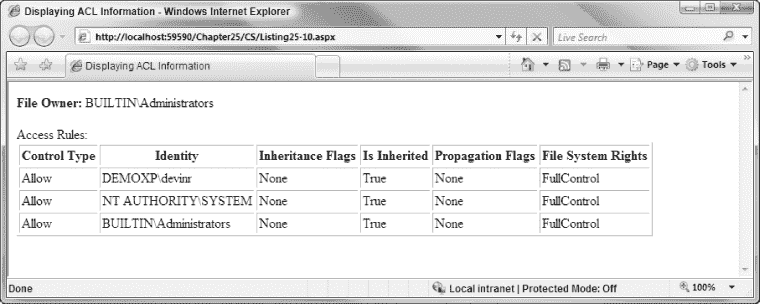 Displaying ACL Information - Windows Internet Explorer
http://localhost:59590/Chapter25/CS/Listing25-10.aspx
Live Search
Displaying ACL Information
Page
Tools
File Owner: BUILTIN\Administrators
Access Rules:
Control Type Identity Inheritance Flags Is Inherited Propagation Flags File System Rights
Allow DEMOXP\devinr None True None FullControl
Allow NT AUTHORITY\SYSTEM None True None FullControl
Allow BUILTIN\Administrators None True None FullControl
Done Local intranet | Protected Mode: Off 100%